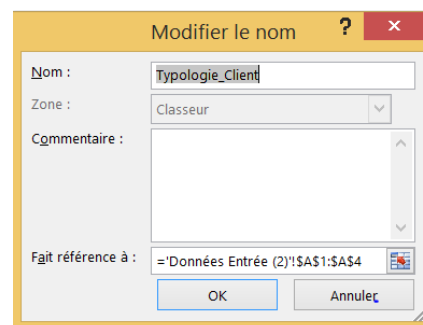 Modifier le nom ? ×
Nom : Typologie_Client
Zone : Classeur
Commentaire :
Fait référence à : ='Données Entrée (2)'!$A$1:$A$4
OK Annuler